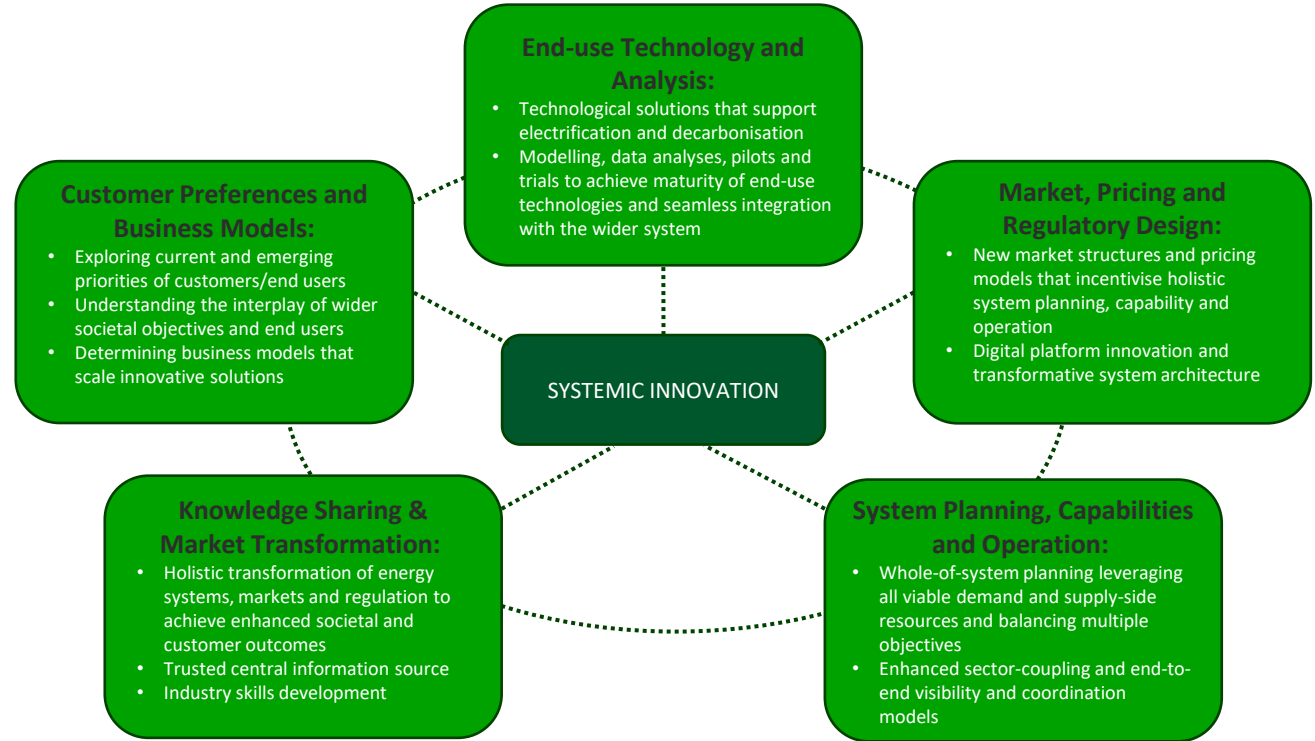 End-use Technology and
Analysis:
• Technological solutions that support
electrification and decarbonisation
• Modelling, data analyses, pilots and
trials to achieve maturity of end-use
technologies and seamless integration
with the wider system
Customer Preferences and
Business Models:
• Exploring current and emerging
priorities of customers/end users
• Understanding the interplay of wider
societal objectives and end users
• Determining business models that
scale innovative solutions
Market, Pricing and
Regulatory Design:
• New market structures and pricing
models that incentivise holistic
system planning, capability and
operation
• Digital platform innovation and
transformative system architecture
SYSTEMIC INNOVATION
Knowledge Sharing &
Market Transformation:
• Holistic transformation of energy
systems, markets and regulation to
achieve enhanced societal and
customer outcomes
• Trusted central information source
• Industry skills development
System Planning, Capabilities
and Operation:
• Whole-of-system planning leveraging
all viable demand and supply-side
resources and balancing multiple
objectives
• Enhanced sector-coupling and end-to-
end visibility and coordination
models